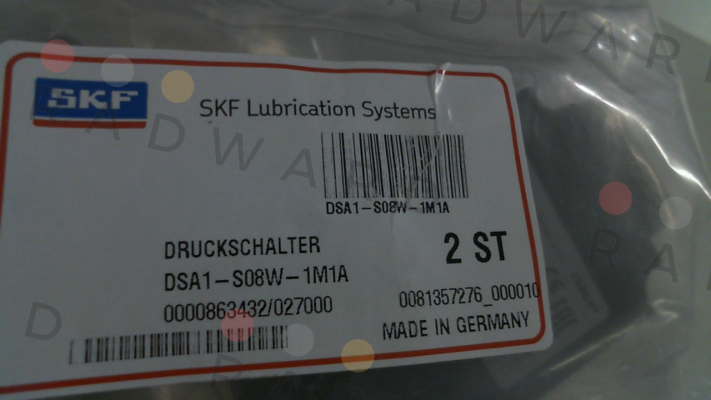 SKF
SKF Lubrication Systems
DSA1-S08W-1M1A
DRUCKSCHALTER
2 ST
DSA1-S08W-1M1A
0000863432/027000
0081357276_000010
MADE IN GERMANY